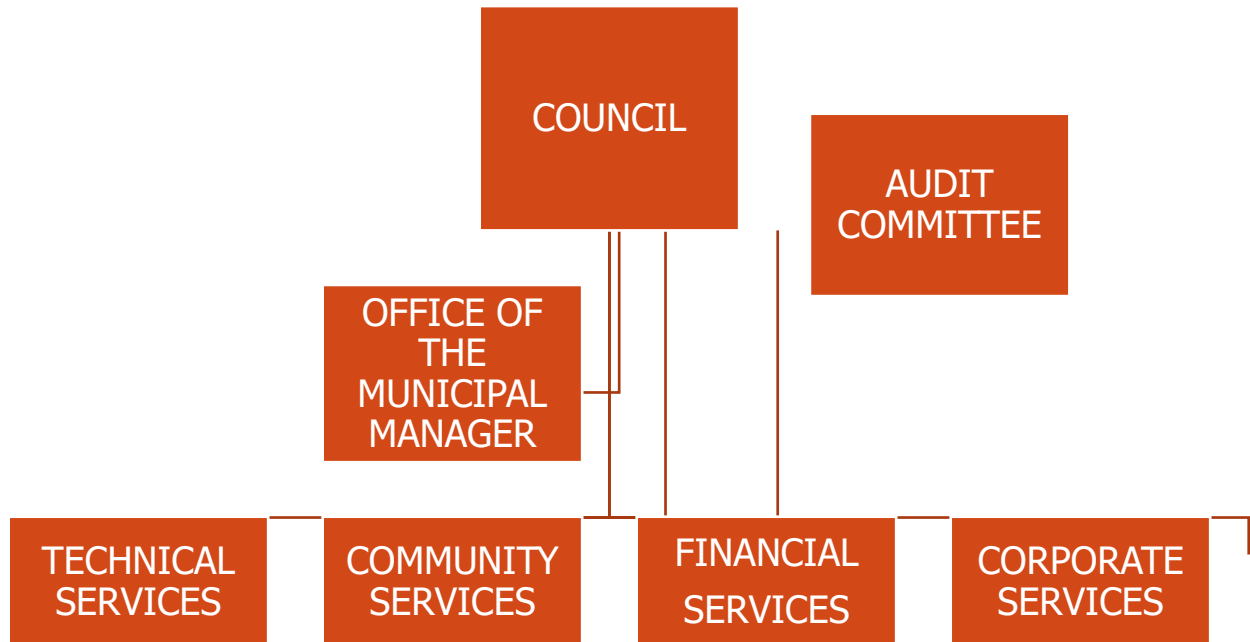 COUNCIL
AUDIT
COMMITTEE
OFFICE OF
THE
MUNICIPAL
MANAGER
TECHNICAL
SERVICES
COMMUNITY
SERVICES
FINANCIAL
SERVICES
CORPORATE
SERVICES